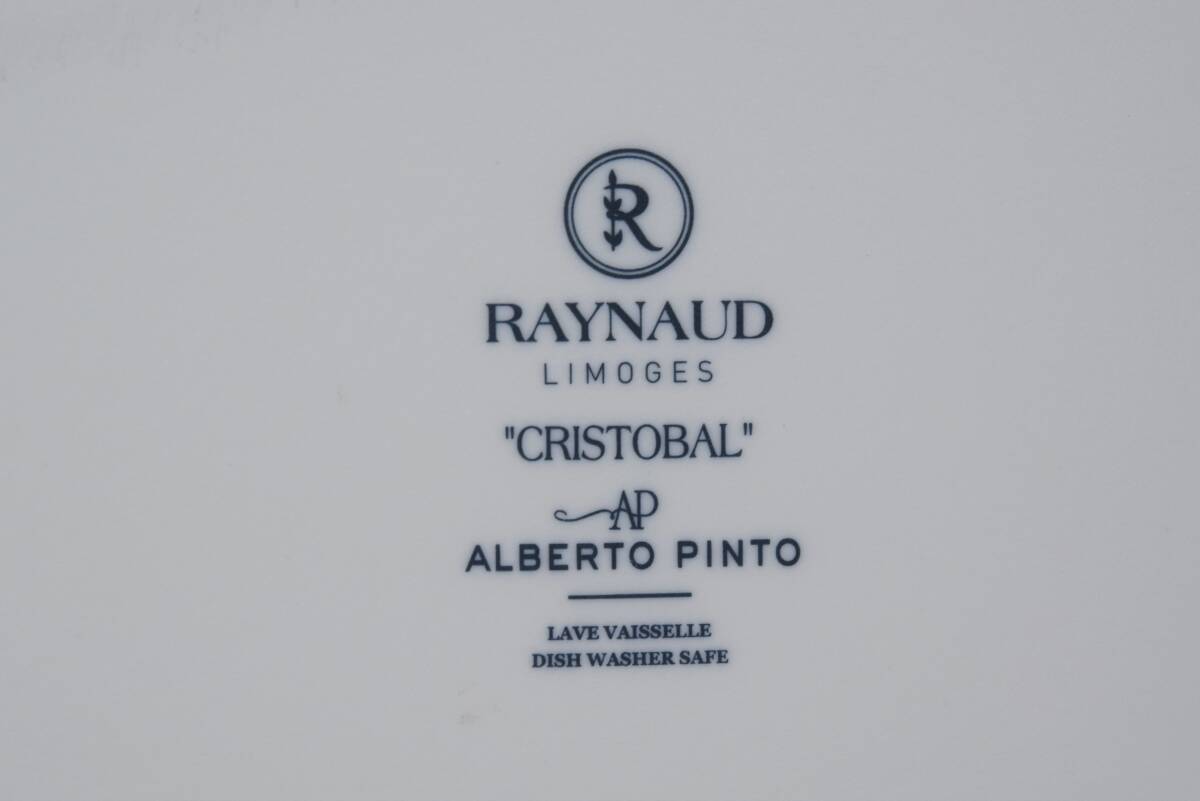 R
RAYNAUD
LIMOGES
"CRISTOBAL"
AP
ALBERTO PINTO
LAVE VAISSELLE
DISH WASHER SAFE